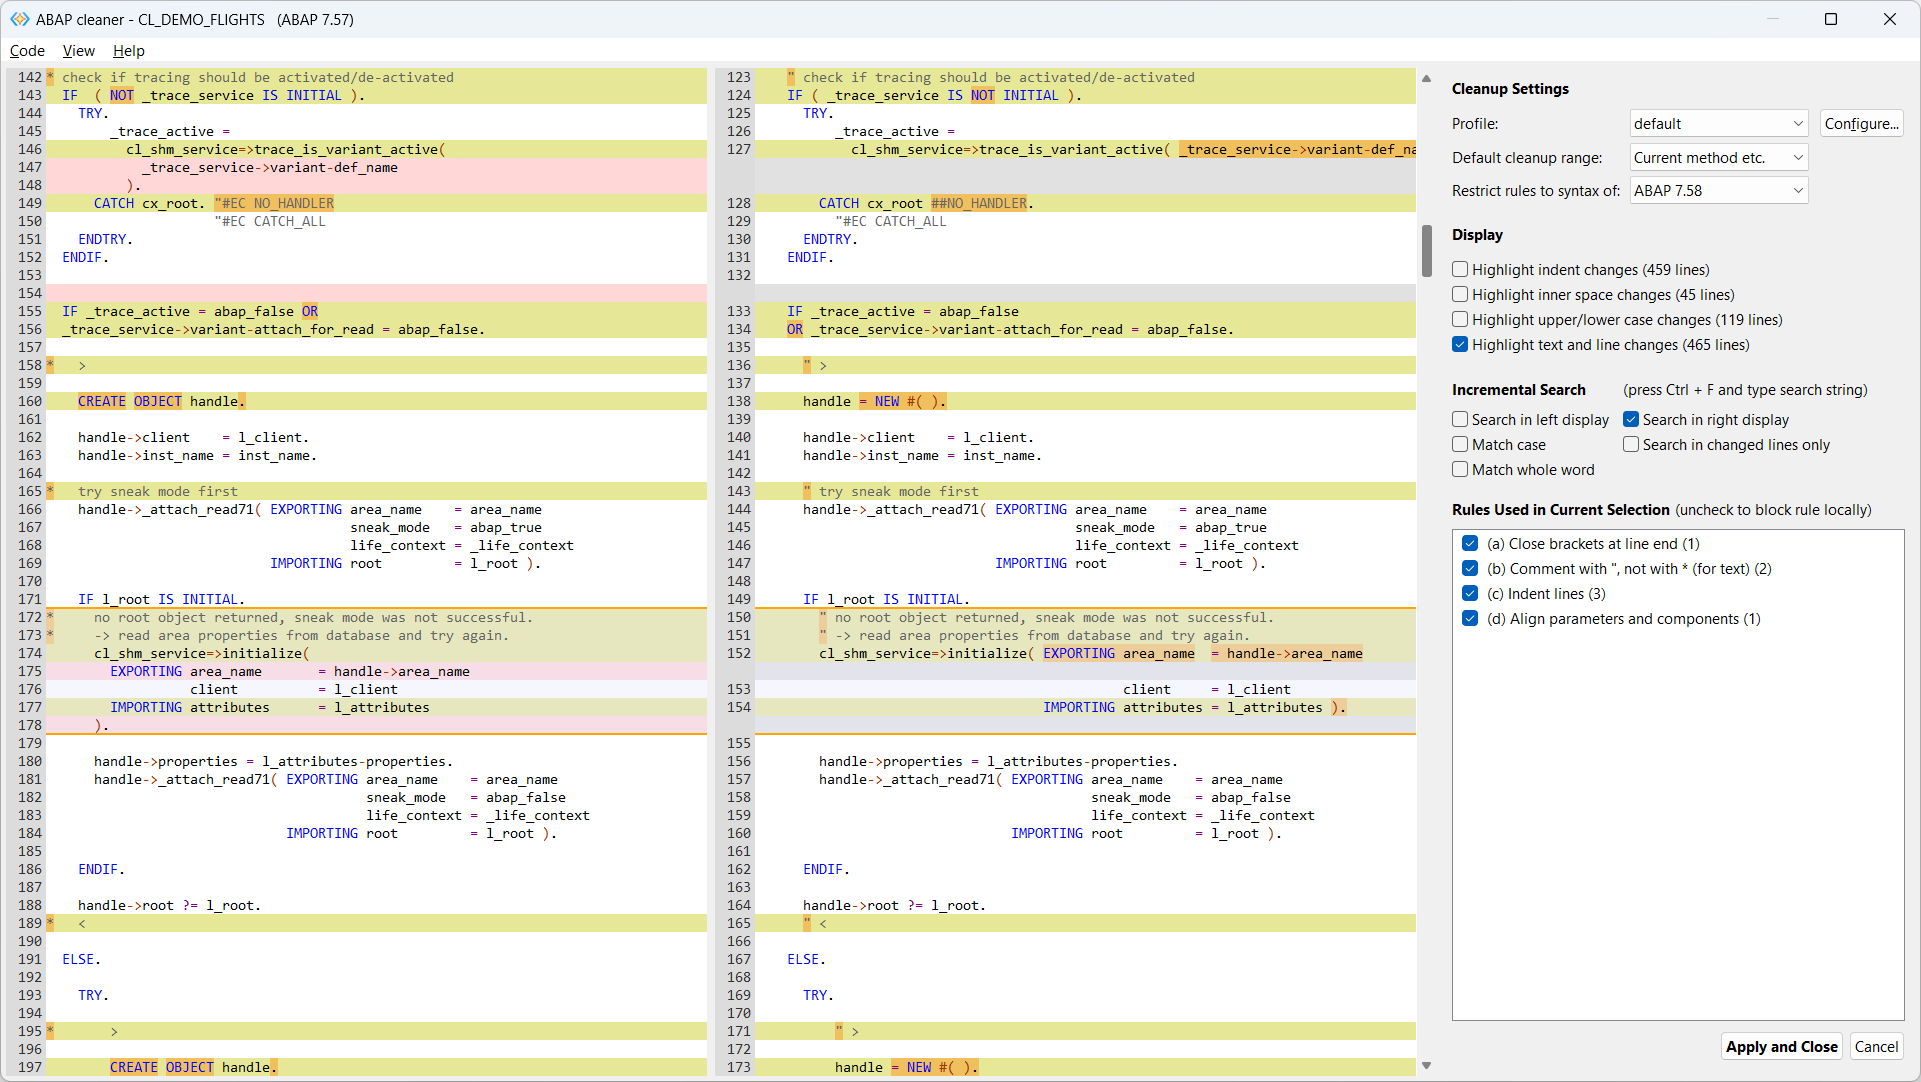 ABAP cleaner - CL_DEMO_FLIGHTS   (ABAP 7.57)
Code   View   Help
142 * check if tracing should be activated/de-activated
143   IF  ( NOT _trace_service IS INITIAL ).
144     TRY.
145         _trace_active =
146           cl_shm_service=>trace_is_variant_active(
147             _trace_service->variant-def_name
148           ).
149       CATCH cx_root. "#EC NO_HANDLER
150                      "#EC CATCH_ALL
151     ENDTRY.
152   ENDIF.
153
154
155   IF _trace_active = abap_false OR
156   _trace_service->variant-attach_for_read = abap_false.
157
158 *   >
159
160     CREATE OBJECT handle.
161
162     handle->client    = l_client.
163     handle->inst_name = inst_name.
164
165 *   try sneak mode first
166     handle->_attach_read71( EXPORTING area_name    = area_name
167                                       sneak_mode   = abap_true
168                                       life_context = _life_context
169                             IMPORTING root         = l_root ).
170
171     IF l_root IS INITIAL.
172 *     no root object returned, sneak mode was not successful.
173 *     -> read area properties from database and try again.
174       cl_shm_service=>initialize(
175         EXPORTING area_name       = handle->area_name
176                   client          = l_client
177         IMPORTING attributes      = l_attributes
178       ).
179
180       handle->properties = l_attributes-properties.
181       handle->_attach_read71( EXPORTING area_name    = area_name
182                                         sneak_mode   = abap_false
183                                         life_context = _life_context
184                               IMPORTING root         = l_root ).
185
186     ENDIF.
187
188     handle->root ?= l_root.
189 *   <
190
191   ELSE.
192
193     TRY.
194
195 *       >
196
197         CREATE OBJECT handle.
123     " check if tracing should be activated/de-activated
124     IF ( _trace_service IS NOT INITIAL ).
125       TRY.
126           _trace_active =
127             cl_shm_service=>trace_is_variant_active( _trace_service->variant-def_na
128         CATCH cx_root ##NO_HANDLER.
129           "#EC CATCH_ALL
130       ENDTRY.
131     ENDIF.
132
133     IF _trace_active = abap_false
134     OR _trace_service->variant-attach_for_read = abap_false.
135
136       " >
137
138       handle = NEW #( ).
139
140       handle->client    = l_client.
141       handle->inst_name = inst_name.
142
143       " try sneak mode first
144       handle->_attach_read71( EXPORTING area_name    = area_name
145                                         sneak_mode   = abap_true
146                                         life_context = _life_context
147                               IMPORTING root         = l_root ).
148
149       IF l_root IS INITIAL.
150         " no root object returned, sneak mode was not successful.
151         " -> read area properties from database and try again.
152         cl_shm_service=>initialize( EXPORTING area_name  = handle->area_name
153                                               client     = l_client
154                                     IMPORTING attributes = l_attributes ).
155
156         handle->properties = l_attributes-properties.
157         handle->_attach_read71( EXPORTING area_name    = area_name
158                                           sneak_mode   = abap_false
159                                           life_context = _life_context
160                                 IMPORTING root         = l_root ).
161
162       ENDIF.
163
164       handle->root ?= l_root.
165       " <
166
167     ELSE.
168
169       TRY.
170
171           " >
172
173           handle = NEW #( ).
Cleanup Settings
Profile: default Configure...
Default cleanup range: Current method etc.
Restrict rules to syntax of: ABAP 7.58
Display
Highlight indent changes (459 lines)
Highlight inner space changes (45 lines)
Highlight upper/lower case changes (119 lines)
Highlight text and line changes (465 lines)
Incremental Search (press Ctrl + F and type search string)
Search in left display Search in right display
Match case Search in changed lines only
Match whole word
Rules Used in Current Selection (uncheck to block rule locally)
(a) Close brackets at line end (1)
(b) Comment with ", not with * (for text) (2)
(c) Indent lines (3)
(d) Align parameters and components (1)
Apply and Close Cancel